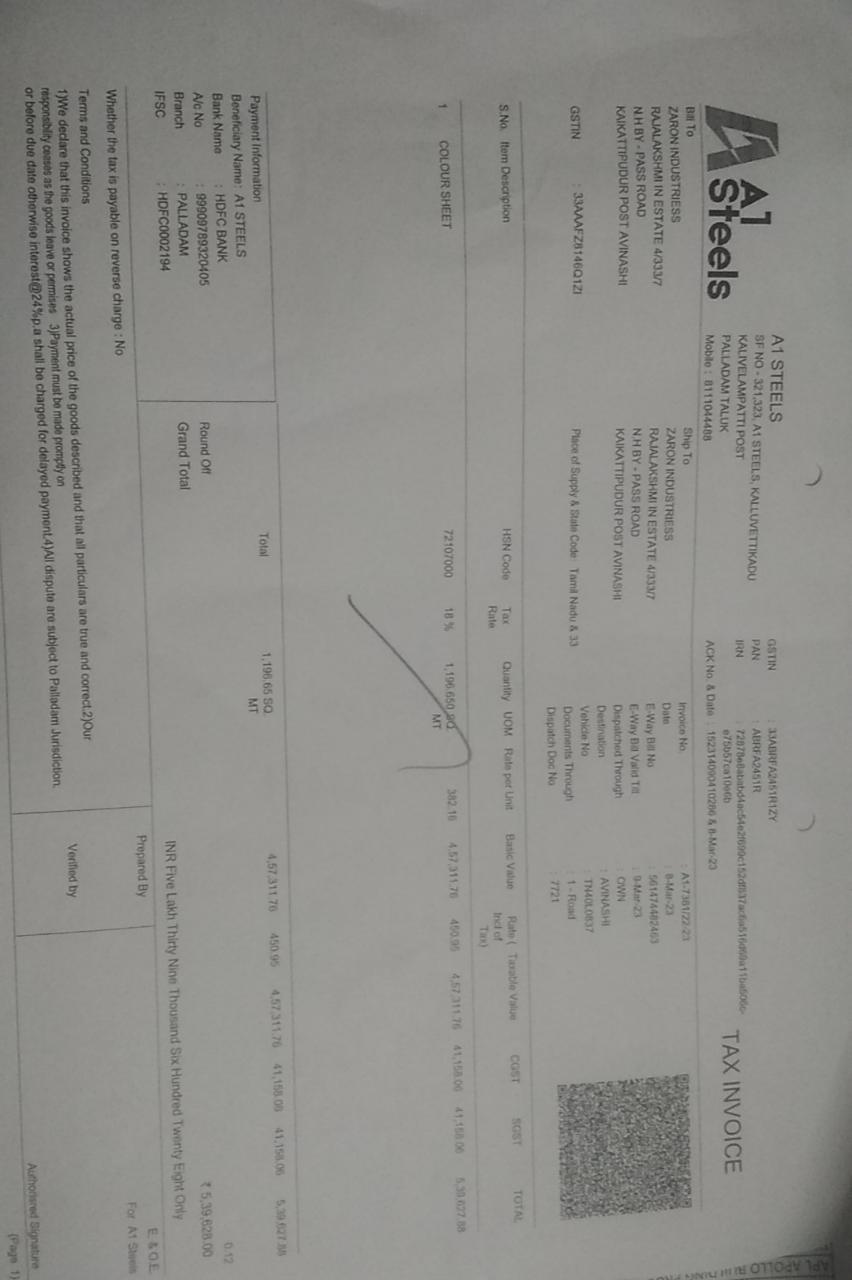 A1 Steels
A1 STEELS
SF NO - 321,323, A1 STEELS, KALLUVETTIKADU
KALIVELAMPATTI POST
PALLADAM TALUK
Mobile : 8111044488
GSTIN : 33ABRFA2451R1ZY
PAN : ABRFA2451R
IRN
ACK No. & Date : 152314090410286 & 8-Mar-23
TAX INVOICE
Bill To
ZARON INDUSTRIESS
RAJALAKSHMI IN ESTATE 4/333/7
N.H BY - PASS ROAD
KAIKATTIPUDUR POST AVINASHI
GSTIN : 33AAAFZ8146Q1ZI
Ship To
ZARON INDUSTRIESS
RAJALAKSHMI IN ESTATE 4/333/7
N.H BY - PASS ROAD
KAIKATTIPUDUR POST AVINASHI
Place of Supply & State Code : Tamil Nadu & 33
Invoice No. : A1-7381/22-23
Date : 8-Mar-23
E-Way Bill No : 561474482463
E-Way Bill Valid Till : 9-Mar-23
Dispatched Through : OWN
Destination : AVINASHI
Vehicle No : TN40L0837
Documents Through : 1 - Road
Dispatch Doc No : 7721
S.No. Item Description HSN Code Tax Rate Quantity UOM Rate per Unit Basic Value Rate ( Incl of Tax) Taxable Value CGST SGST TOTAL
1 COLOUR SHEET 72107000 18 % 1,196.650 SQ MT 382.16 4,57,311.76 450.95 4,57,311.76 41,158.06 41,158.06 5,39,627.88
Total 1,196.65 SQ MT 4,57,311.76 450.95 4,57,311.76 41,158.06 41,158.06 5,39,627.88
Payment Information
Beneficiary Name: A1 STEELS
Bank Name : HDFC BANK
A/c No : 99909789320405
Branch : PALLADAM
IFSC : HDFC0002194
Round Off 0.12
Grand Total ₹ 5,39,628.00
INR Five Lakh Thirty Nine Thousand Six Hundred Twenty Eight Only
E. & O.E
Whether the tax is payable on reverse charge : No
Prepared By
For A1 Steels
Terms and Conditions
1)We declare that this invoice shows the actual price of the goods described and that all particulars are true and correct.2)Our
responsibility ceases as the goods leave or permises 3)Payment must be made promptly on
or before due date otherwise interest@24%p.a shall be charged for delayed payment.4)All dispute are subject to Palladam Jurisdiction.
Verified by
Authorised Signature
(Page 1)
APL APOLLO